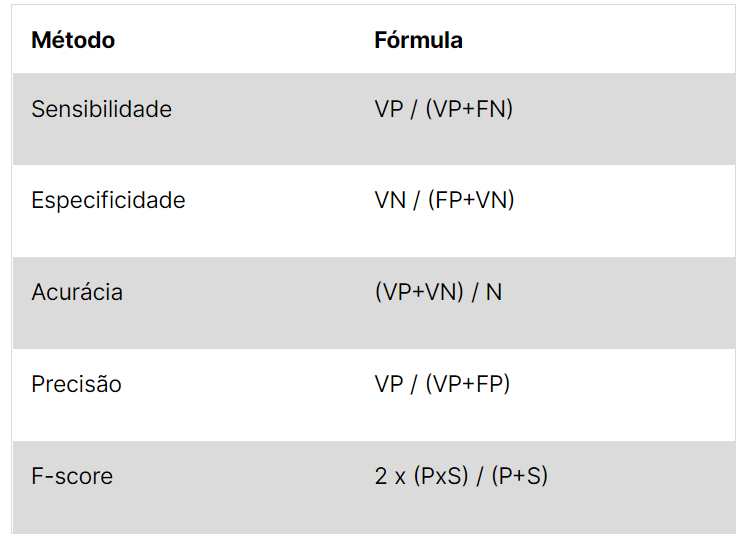 Método Fórmula
Sensibilidade VP / (VP+FN)
Especificidade VN / (FP+VN)
Acurácia (VP+VN) / N
Precisão VP / (VP+FP)
F-score 2 x (PxS) / (P+S)